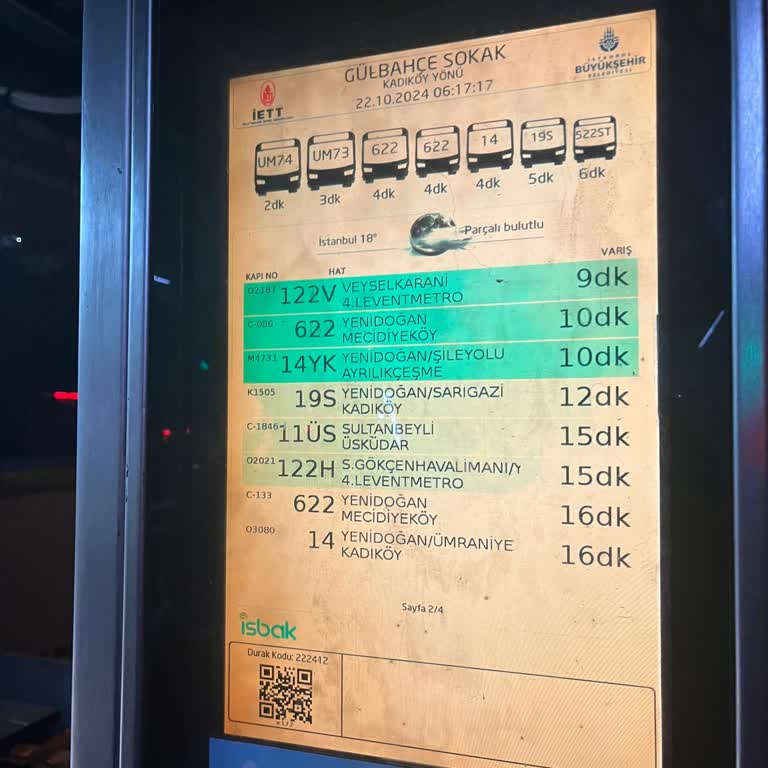 GÜLBAHÇE SOKAK
KADIKÖY YÖNÜ
22.10.2024 06:17:17
İETT
İSTANBUL
BÜYÜKŞEHİR
BELEDİYESİ
UM74 UM73 622 622 14 19S 522ST
2dk 3dk 4dk 4dk 4dk 5dk 6dk
İstanbul 18° Parçalı bulutlu
KAPI NO HAT VARIŞ
O2187 122V VEYSELKARANİ 9dk
4.LEVENTMETRO
C-086 622 YENİDOĞAN 10dk
MECİDİYEKÖY
M4731 14YK YENİDOĞAN/ŞİLEYOLU 10dk
AYRILIKÇEŞME
K1505 19S YENİDOĞAN/SARIGAZİ 12dk
KADIKÖY
C-1846 11ÜS SULTANBEYLİ 15dk
ÜSKÜDAR
O2021 122H S.GÖKÇENHAVALİMANİ/Y 15dk
4.LEVENTMETRO
C-133 622 YENİDOĞAN 16dk
MECİDİYEKÖY
O3080 14 YENİDOĞAN/ÜMRANİYE 16dk
KADIKÖY
Sayfa 2/4
isbak
Durak Kodu: 222412